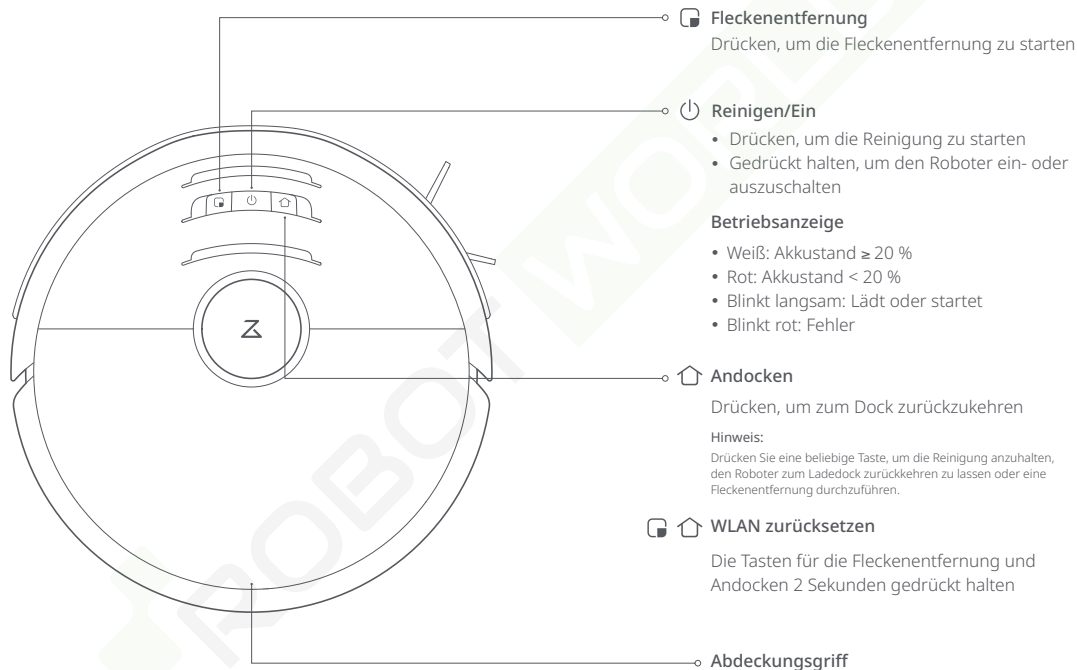 Fleckenentfernung
Drücken, um die Fleckenentfernung zu starten
Reinigen/Ein
• Drücken, um die Reinigung zu starten
• Gedrückt halten, um den Roboter ein- oder
auszuschalten
Betriebsanzeige
• Weiß: Akkustand ≥ 20 %
• Rot: Akkustand < 20 %
• Blinkt langsam: Lädt oder startet
• Blinkt rot: Fehler
Andocken
Drücken, um zum Dock zurückzukehren
Hinweis:
Drücken Sie eine beliebige Taste, um die Reinigung anzuhalten,
den Roboter zum Ladedock zurückkehren zu lassen oder eine
Fleckenentfernung durchzuführen.
WLAN zurücksetzen
Die Tasten für die Fleckenentfernung und
Andocken 2 Sekunden gedrückt halten
Abdeckungsgriff
ROBOT WOR